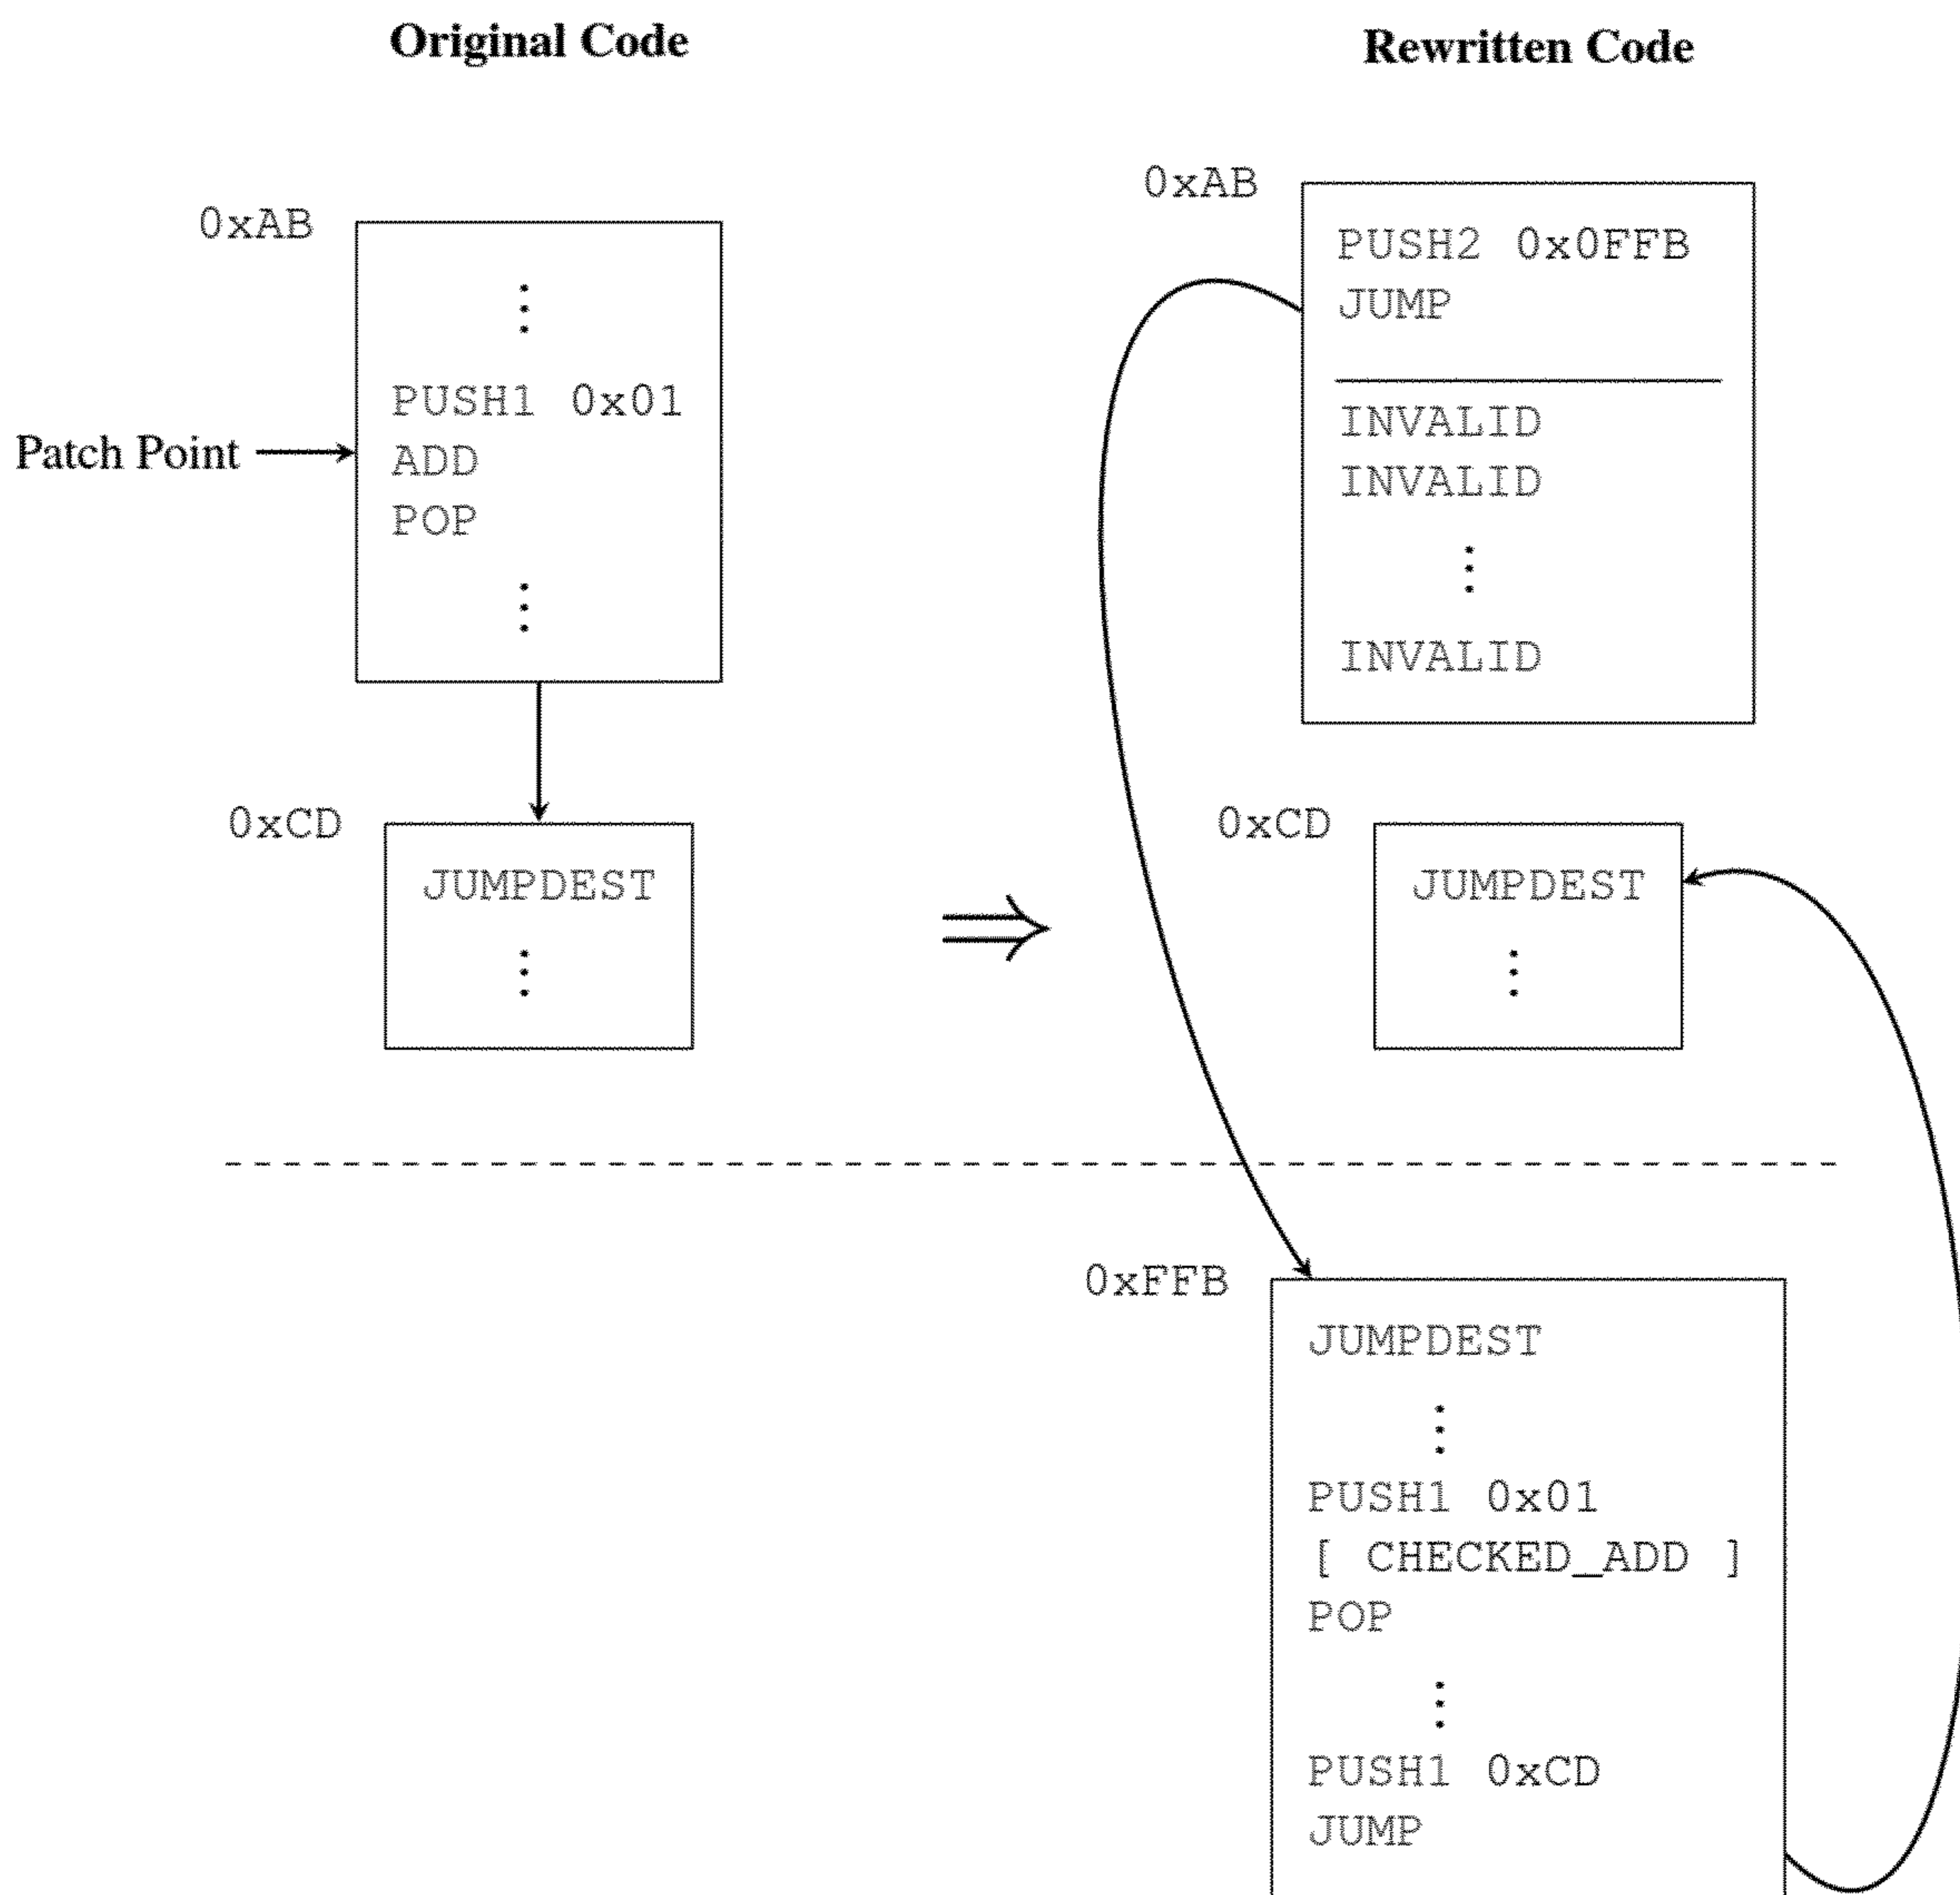 Original Code
0xAB
⋮
PUSH1 0x01
Patch Point
ADD
POP
⋮
0xCD
JUMPDEST
⋮
⇒
Rewritten Code
0xAB
PUSH2 0x0FFB
JUMP
INVALID
INVALID
⋮
INVALID
0xCD
JUMPDEST
⋮
0xFFB
JUMPDEST
⋮
PUSH1 0x01
[ CHECKED_ADD ]
POP
⋮
PUSH1 0xCD
JUMP